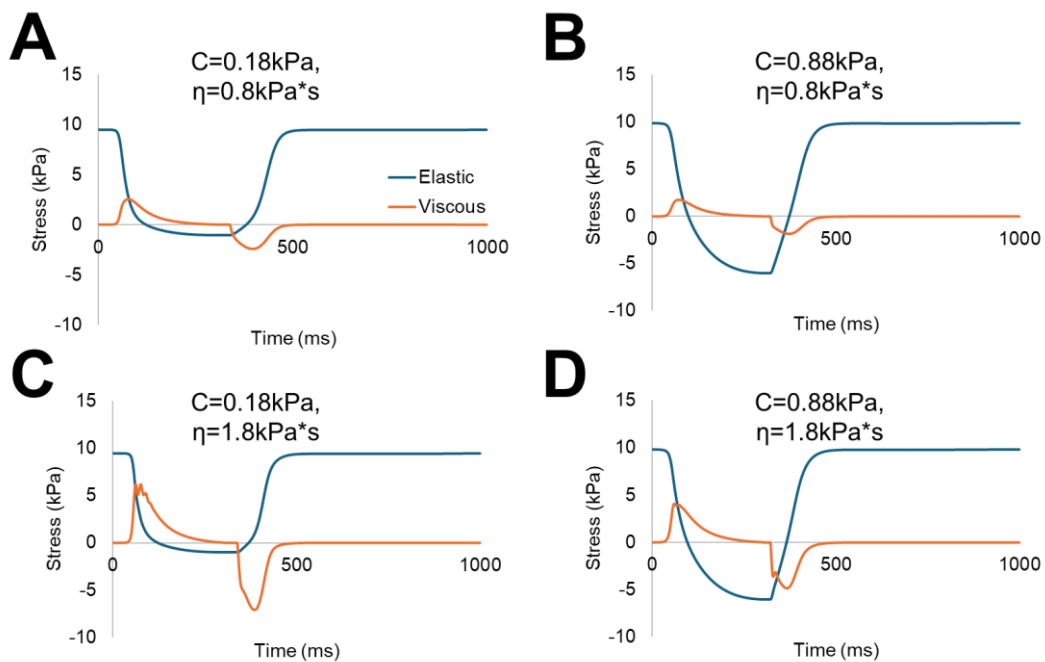 A
C=0.18kPa,
η=0.8kPa*s
15
10
5
0
-5
-10
0
500
1000
Stress (kPa)
Time (ms)
Elastic
Viscous
B
C=0.88kPa,
η=0.8kPa*s
15
10
5
0
-5
-10
0
500
1000
Stress (kPa)
Time (ms)
C
C=0.18kPa,
η=1.8kPa*s
15
10
5
0
-5
-10
0
500
1000
Stress (kPa)
Time (ms)
D
C=0.88kPa,
η=1.8kPa*s
15
10
5
0
-5
-10
0
500
1000
Stress (kPa)
Time (ms)